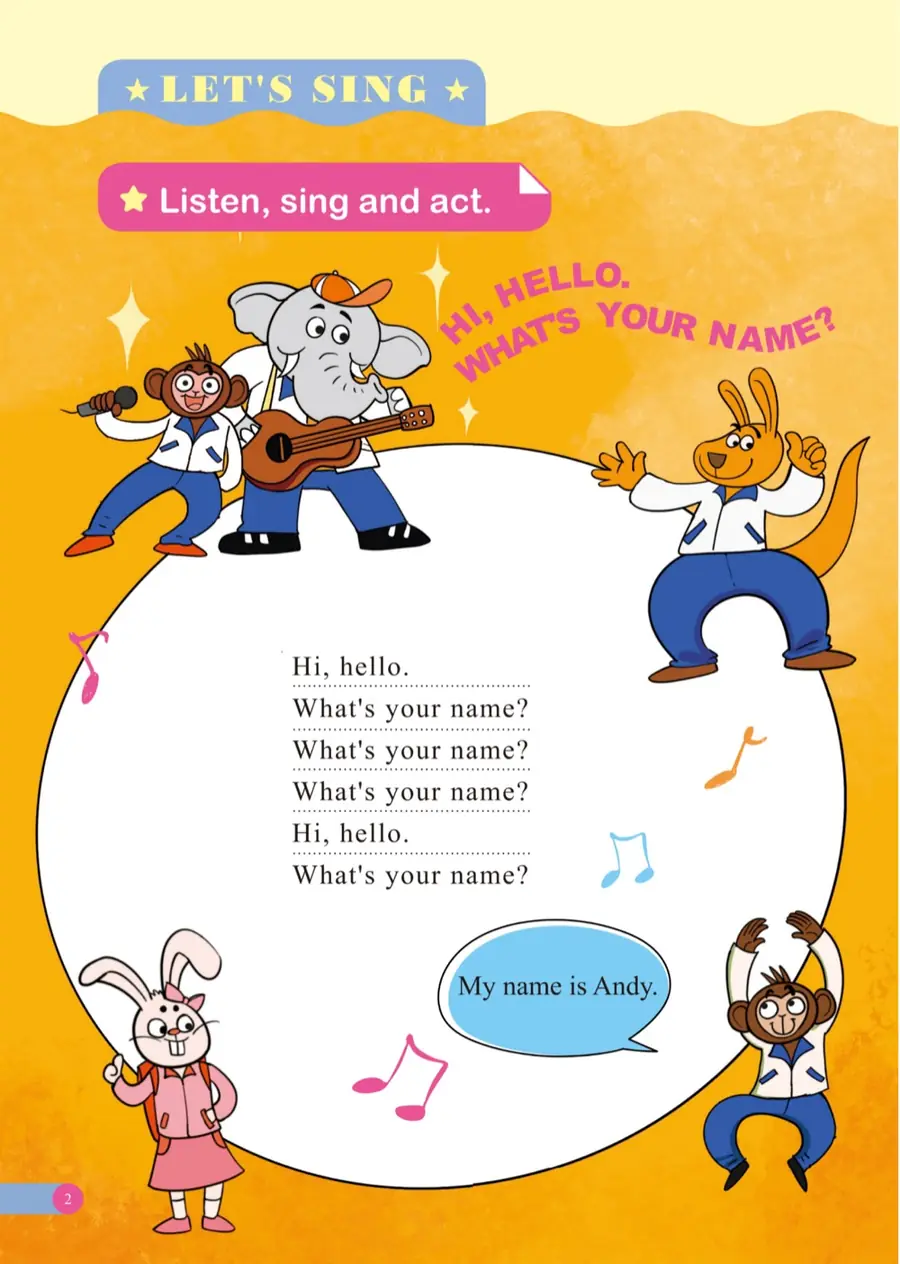 LET'S SING
Listen, sing and act.
HI, HELLO.
WHAT'S YOUR NAME?
Hi, hello.
What's your name?
What's your name?
What's your name?
Hi, hello.
What's your name?
My name is Andy.
2